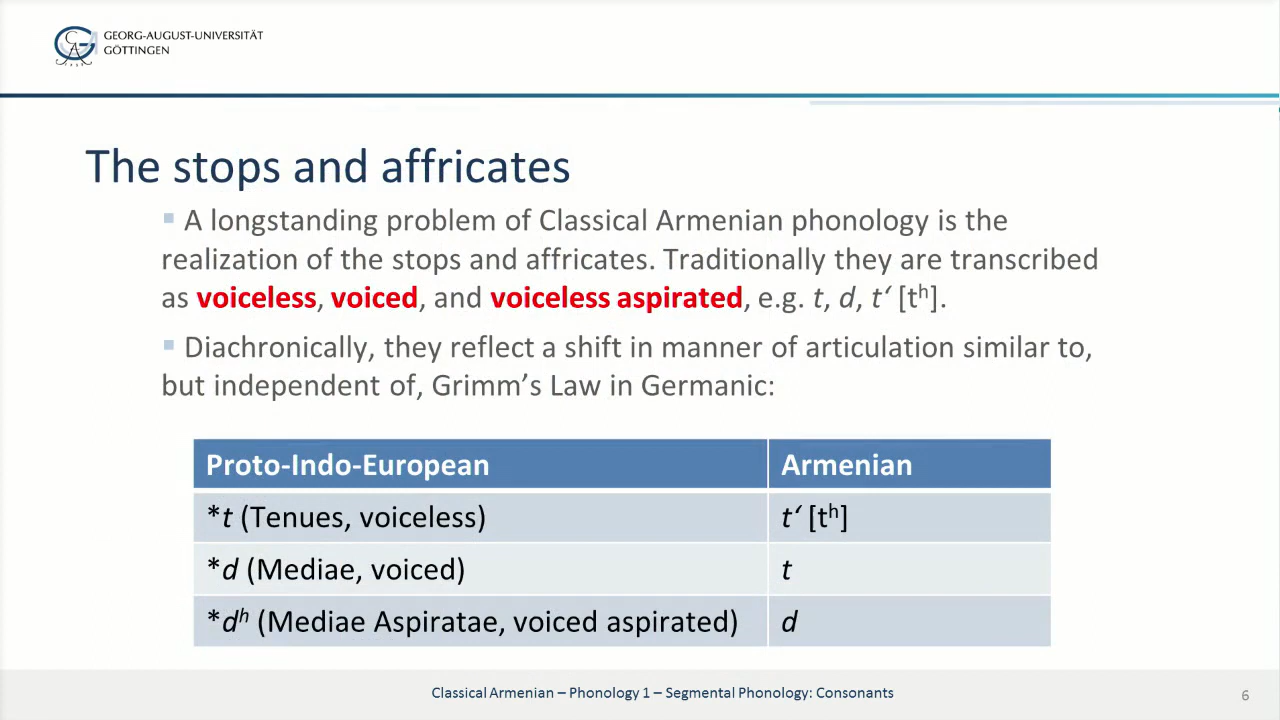 GEORG-AUGUST-UNIVERSITÄT
GÖTTINGEN
The stops and affricates
▪ A longstanding problem of Classical Armenian phonology is the
realization of the stops and affricates. Traditionally they are transcribed
as voiceless, voiced, and voiceless aspirated, e.g. t, d, t‘ [tʰ].
▪ Diachronically, they reflect a shift in manner of articulation similar to,
but independent of, Grimm’s Law in Germanic:
Proto-Indo-European Armenian
*t (Tenues, voiceless) t‘ [tʰ]
*d (Mediae, voiced) t
*dʰ (Mediae Aspiratae, voiced aspirated) d
Classical Armenian – Phonology 1 – Segmental Phonology: Consonants
6